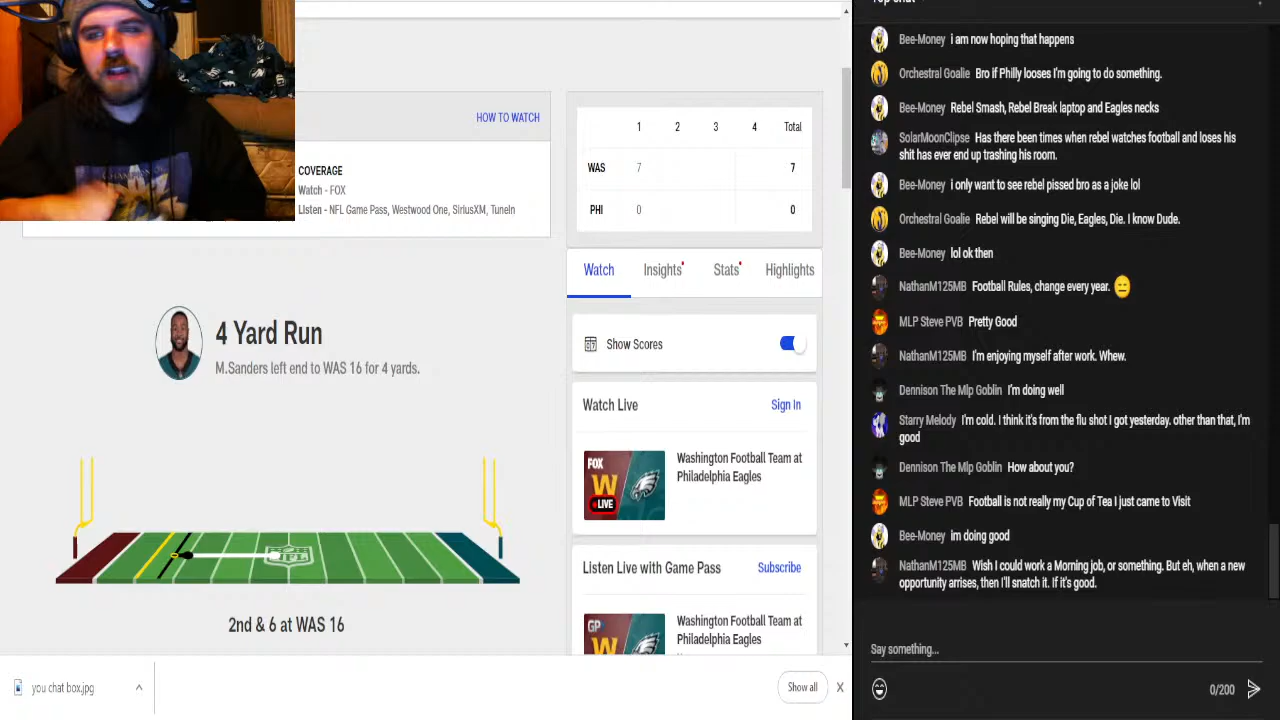 HOW TO WATCH
COVERAGE
Watch - FOX
Listen - NFL Game Pass, Westwood One, SiriusXM, TuneIn
4 Yard Run
M.Sanders left end to WAS 16 for 4 yards.
NFL
2nd & 6 at WAS 16
you chat box.jpg
Show all
X
1 2 3 4 Total
WAS 7 7
PHI 0 0
Watch Insights Stats Highlights
Show Scores
Watch Live Sign In
FOX
W
LIVE
Washington Football Team at
Philadelphia Eagles
Listen Live with Game Pass Subscribe
GP
W
Washington Football Team at
Philadelphia Eagles
Bee-Money i am now hoping that happens
Orchestral Goalie Bro if Philly looses I'm going to do something.
Bee-Money Rebel Smash, Rebel Break laptop and Eagles necks
SolarMoonClipse Has there been times when rebel watches football and loses his
shit has ever end up trashing his room.
Bee-Money i only want to see rebel pissed bro as a joke lol
Orchestral Goalie Rebel will be singing Die, Eagles, Die. I know Dude.
Bee-Money lol ok then
NathanM125MB Football Rules, change every year. 😑
MLP Steve PVB Pretty Good
NathanM125MB I'm enjoying myself after work. Whew.
Dennison The Mlp Goblin I'm doing well
Starry Melody I'm cold. I think it's from the flu shot I got yesterday. other than that, I'm
good
Dennison The Mlp Goblin How about you?
MLP Steve PVB Football is not really my Cup of Tea I just came to Visit
Bee-Money im doing good
NathanM125MB Wish I could work a Morning job, or something. But eh, when a new
opportunity arrises, then I'll snatch it. If it's good.
Say something...
0/200